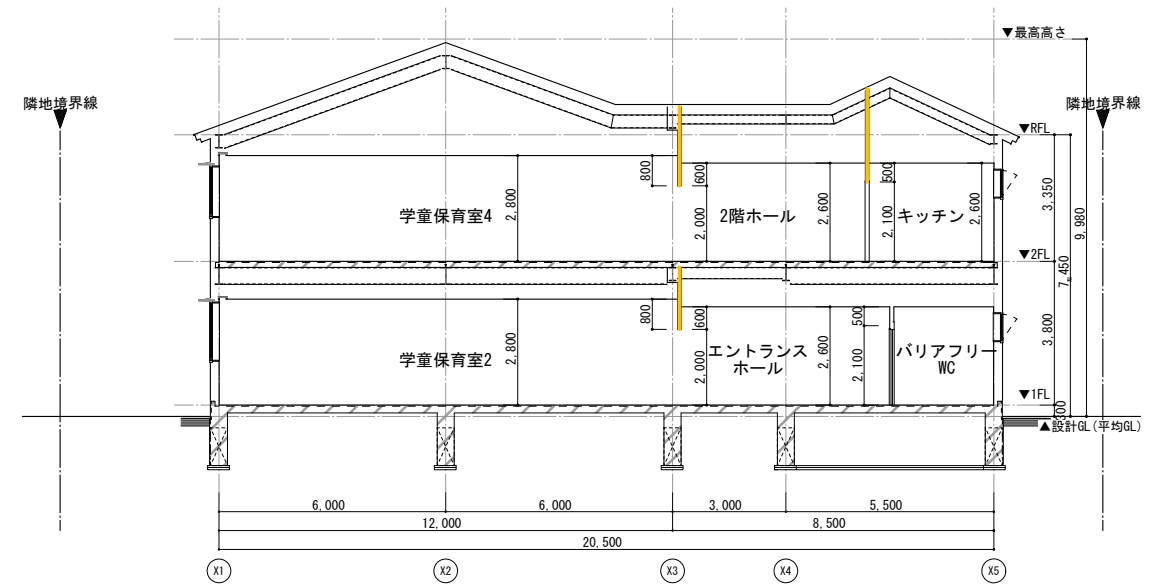 ▼最高高さ
隣地境界線
隣地境界線
▼RFL
800
600
500
3,350
9,980
学童保育室4
2,800
2,000
2階ホール
2,600
2,100
キッチン
2,600
▼2FL
7,450
800
600
500
3,800
学童保育室2
2,800
2,000
エントランス
ホール
2,600
2,100
バリアフリー
WC
▼1FL
300
▲設計GL(平均GL)
6,000
6,000
3,000
5,500
12,000
8,500
20,500
X1
X2
X3
X4
X5